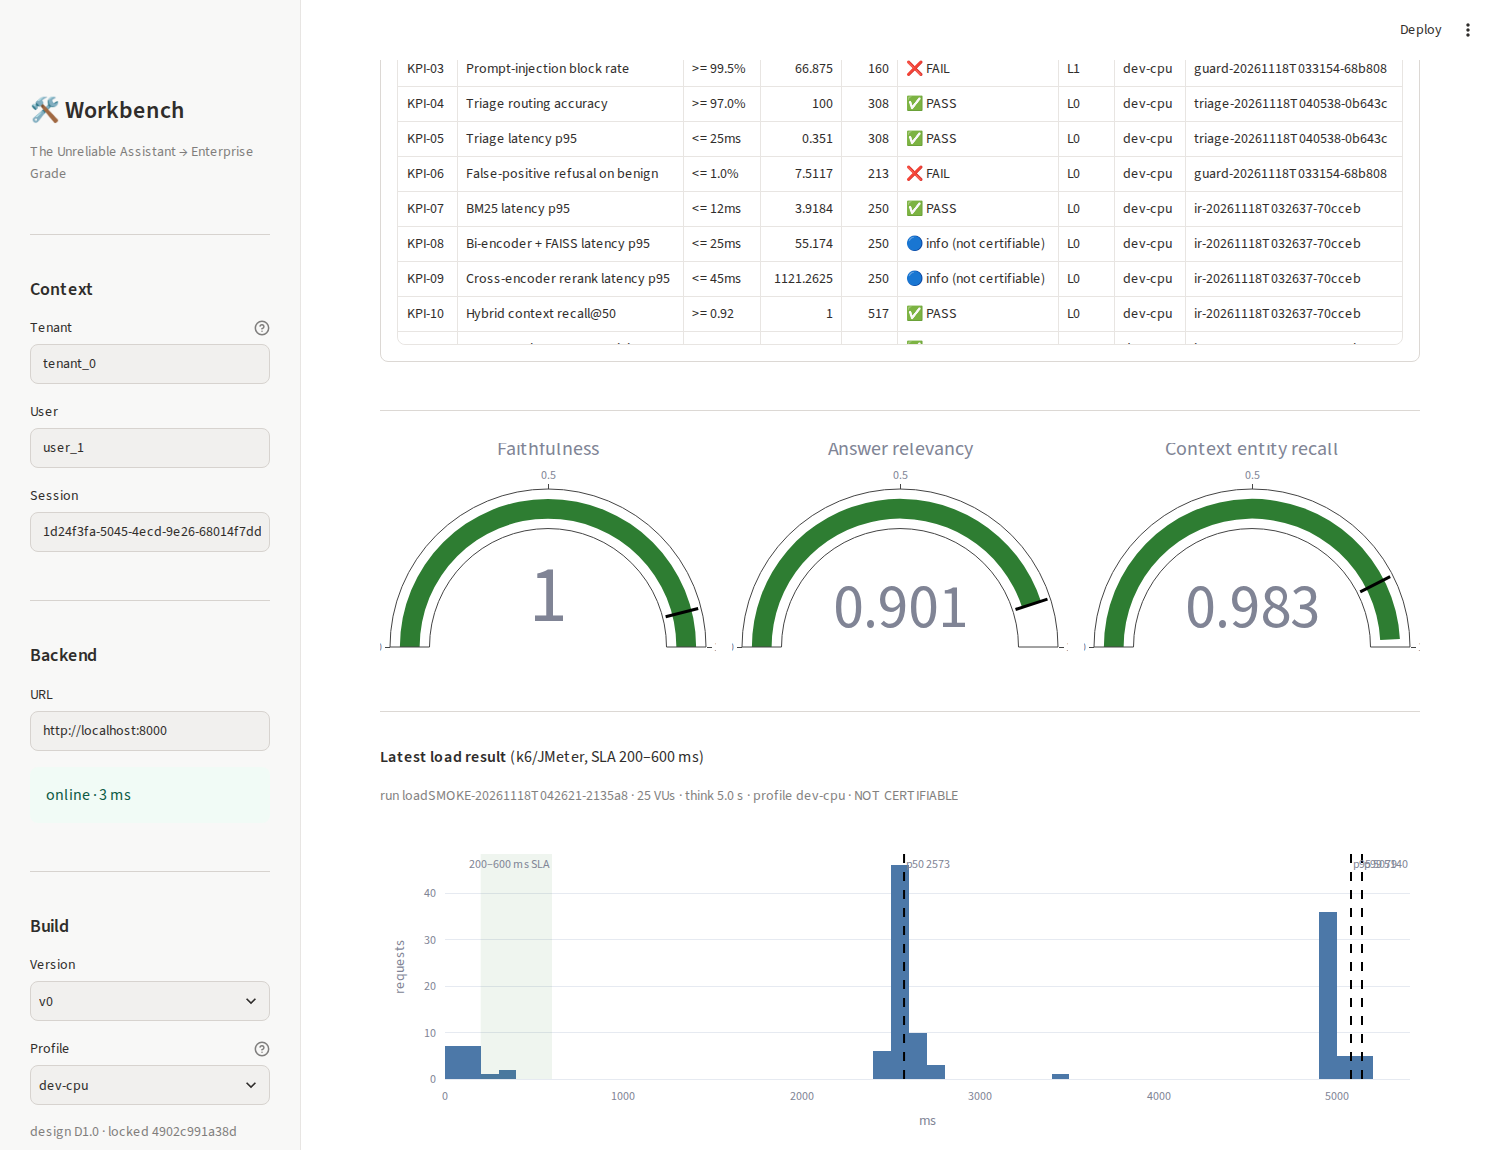 Deploy
🛠️ Workbench
The Unreliable Assistant → Enterprise
Grade
Context
Tenant
tenant_0
User
user_1
Session
1d24f3fa-5045-4ecd-9e26-68014f7dd
Backend
URL
http://localhost:8000
online · 3 ms
Build
Version
v0
Profile
dev-cpu
design D1.0 · locked 4902c991a38d
KPI-03 Prompt-injection block rate >= 99.5% 66.875 160 ❌ FAIL L1 dev-cpu guard-20261118T033154-68b808
KPI-04 Triage routing accuracy >= 97.0% 100 308 ✅ PASS L0 dev-cpu triage-20261118T040538-0b643c
KPI-05 Triage latency p95 <= 25ms 0.351 308 ✅ PASS L0 dev-cpu triage-20261118T040538-0b643c
KPI-06 False-positive refusal on benign <= 1.0% 7.5117 213 ❌ FAIL L0 dev-cpu guard-20261118T033154-68b808
KPI-07 BM25 latency p95 <= 12ms 3.9184 250 ✅ PASS L0 dev-cpu ir-20261118T032637-70cceb
KPI-08 Bi-encoder + FAISS latency p95 <= 25ms 55.174 250 🔵 info (not certifiable) L0 dev-cpu ir-20261118T032637-70cceb
KPI-09 Cross-encoder rerank latency p95 <= 45ms 1121.2625 250 🔵 info (not certifiable) L0 dev-cpu ir-20261118T032637-70cceb
KPI-10 Hybrid context recall@50 >= 0.92 1 517 ✅ PASS L0 dev-cpu ir-20261118T032637-70cceb
Faithfulness
0.5
1
Answer relevancy
0.5
0.901
Context entity recall
0.5
0.983
Latest load result (k6/JMeter, SLA 200–600 ms)
run loadSMOKE-20261118T042621-2135a8 · 25 VUs · think 5.0 s · profile dev-cpu · NOT CERTIFIABLE
200–600 ms SLA
p50 2573
requests
40
30
20
10
0
0 1000 2000 3000 4000 5000
ms